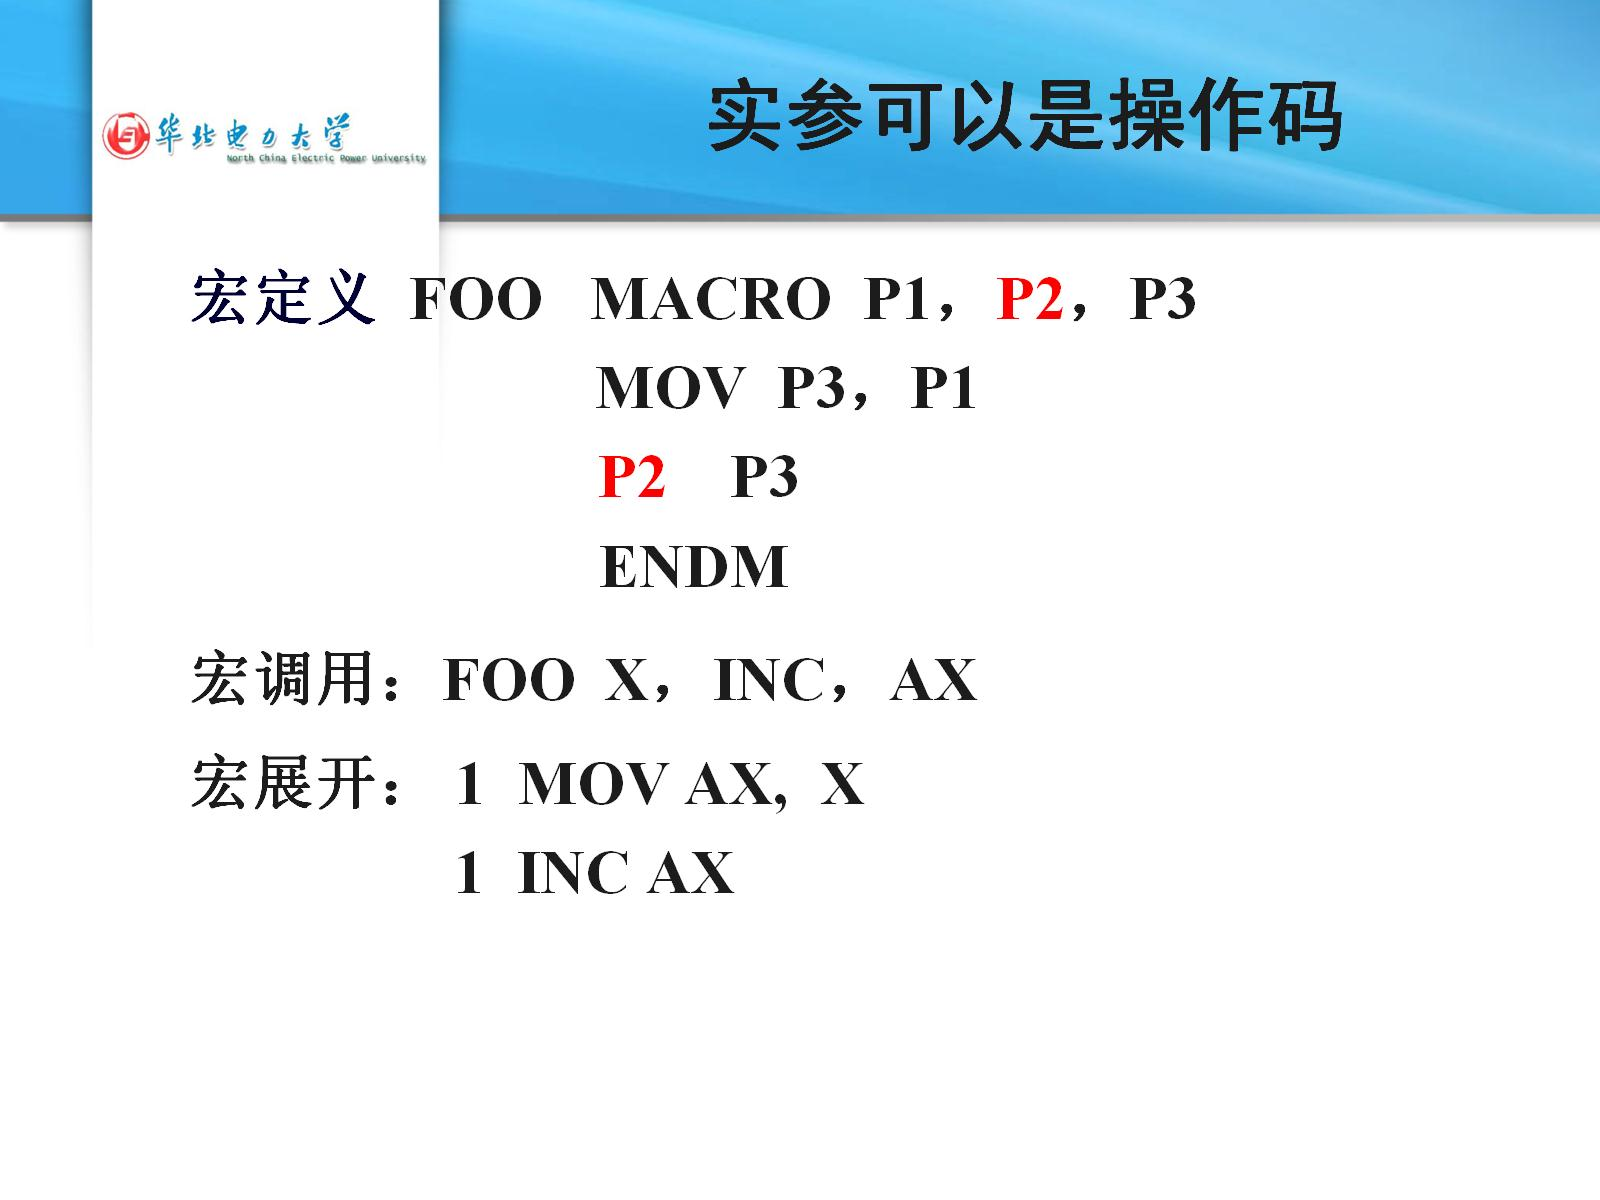 实参可以是操作码
华北电力大学
North China Electric Power University
宏定义 FOO MACRO P1，P2，P3
MOV P3，P1
P2 P3
ENDM
宏调用：FOO X，INC，AX
宏展开： 1 MOV AX, X
1 INC AX